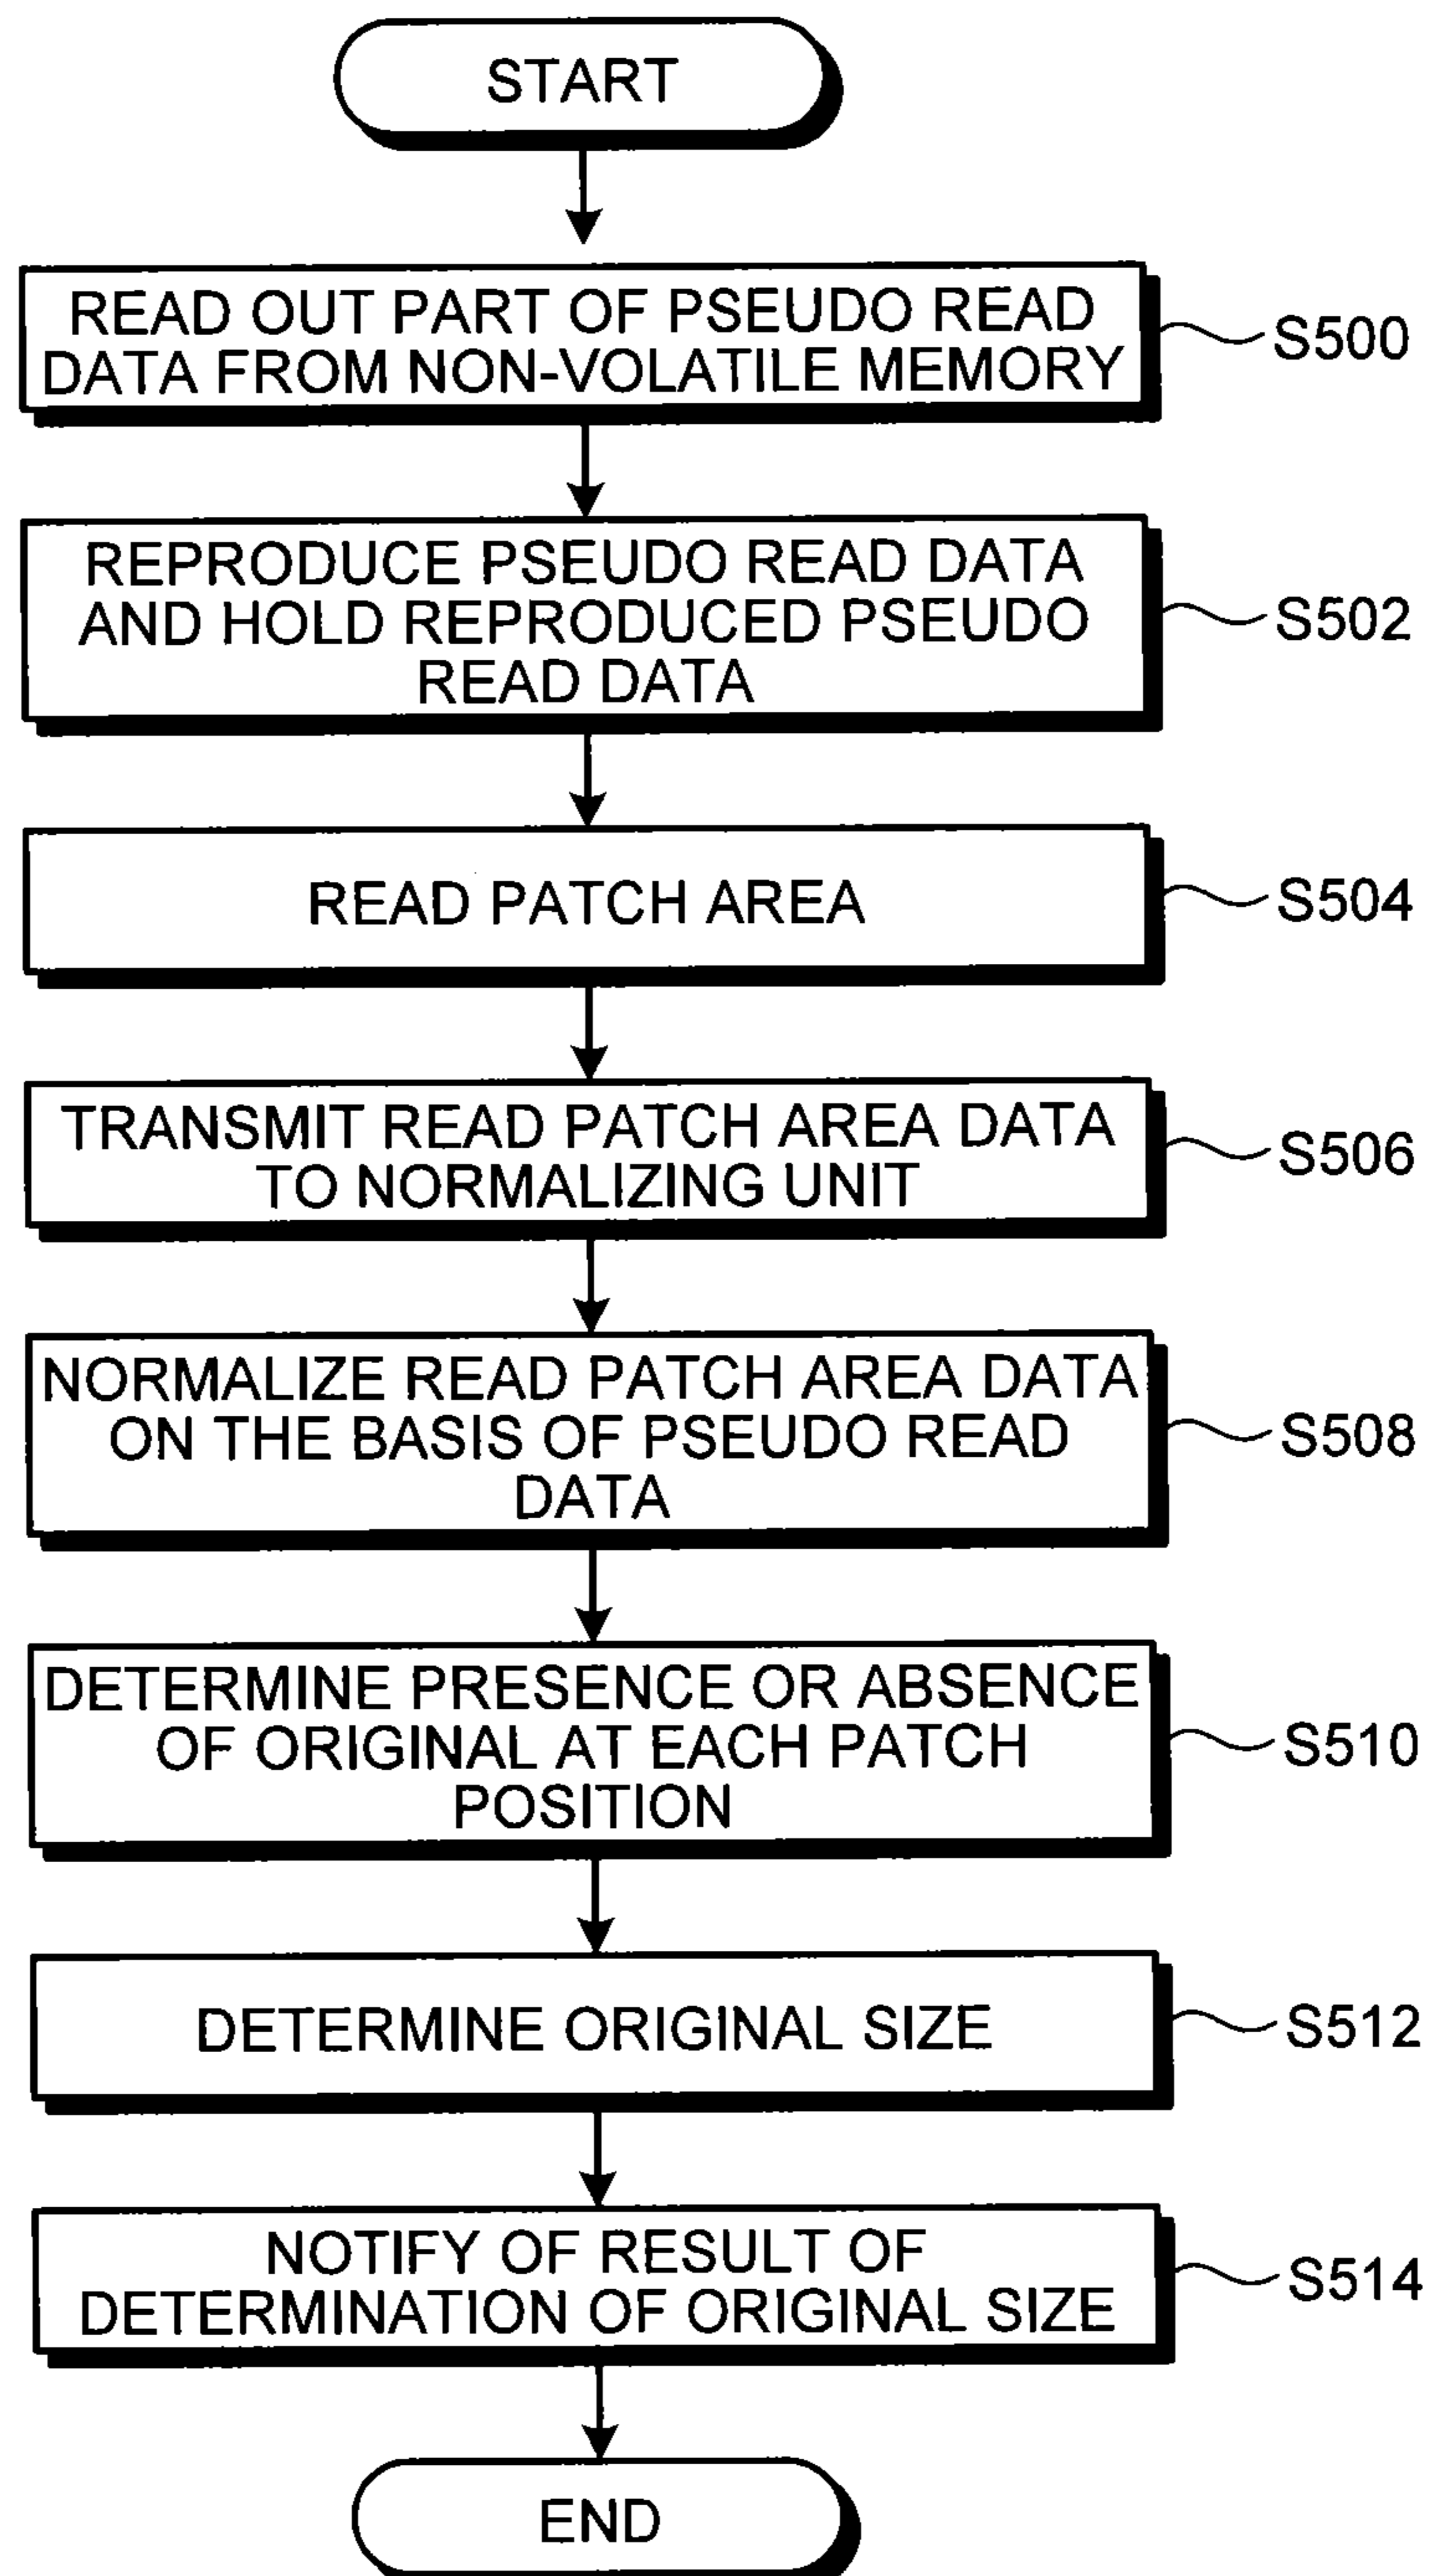 START
READ OUT PART OF PSEUDO READ
DATA FROM NON-VOLATILE MEMORY
S500
REPRODUCE PSEUDO READ DATA
AND HOLD REPRODUCED PSEUDO
READ DATA
S502
READ PATCH AREA
S504
TRANSMIT READ PATCH AREA DATA
TO NORMALIZING UNIT
S506
NORMALIZE READ PATCH AREA DATA
ON THE BASIS OF PSEUDO READ
DATA
S508
DETERMINE PRESENCE OR ABSENCE
OF ORIGINAL AT EACH PATCH
POSITION
S510
DETERMINE ORIGINAL SIZE
S512
NOTIFY OF RESULT OF
DETERMINATION OF ORIGINAL SIZE
S514
END